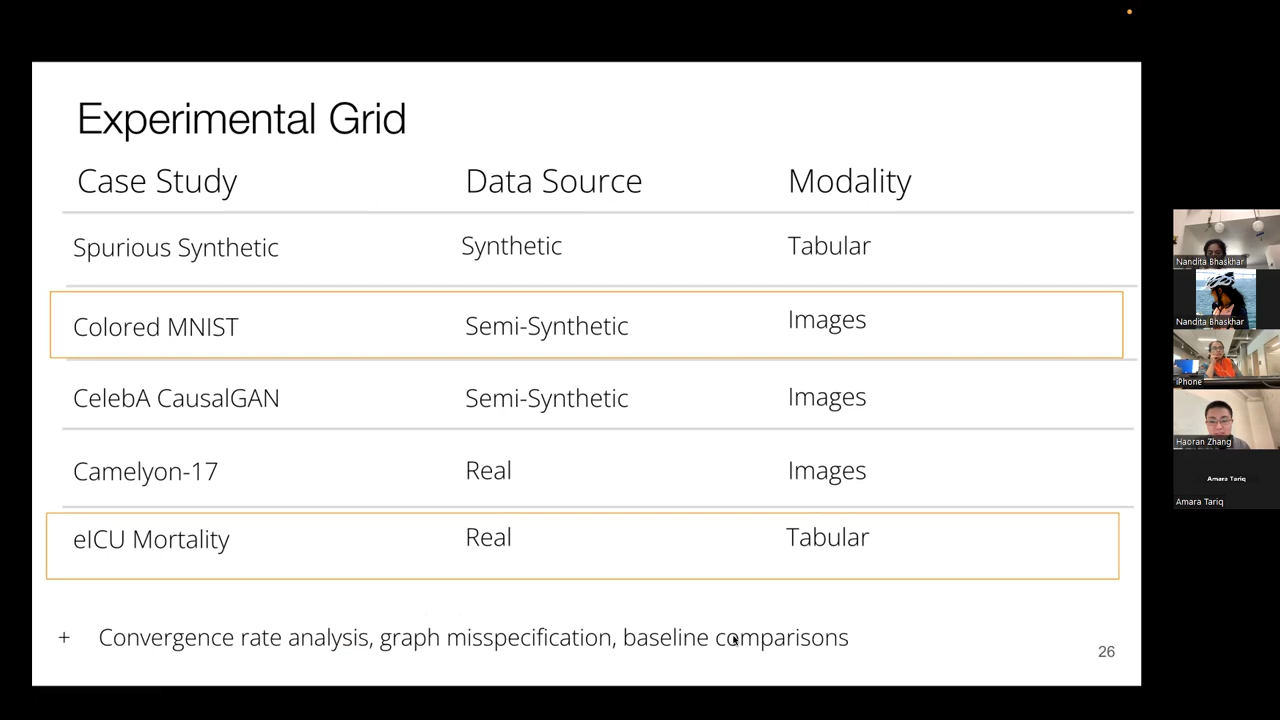 Experimental Grid
Case Study Data Source Modality
Spurious Synthetic Synthetic Tabular
Colored MNIST Semi-Synthetic Images
CelebA CausalGAN Semi-Synthetic Images
Camelyon-17 Real Images
eICU Mortality Real Tabular
+ Convergence rate analysis, graph misspecification, baseline comparisons
26
Nandita Bhaskhar
Nandita Bhaskhar
iPhone
Haoran Zhang
Amara Tariq
Amara Tariq